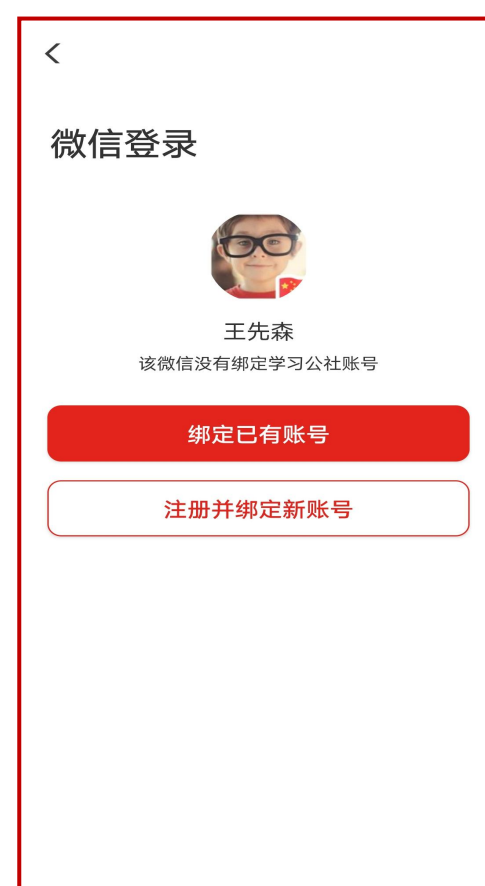 微信登录
王先森
该微信没有绑定学习公社账号
绑定已有账号
注册并绑定新账号